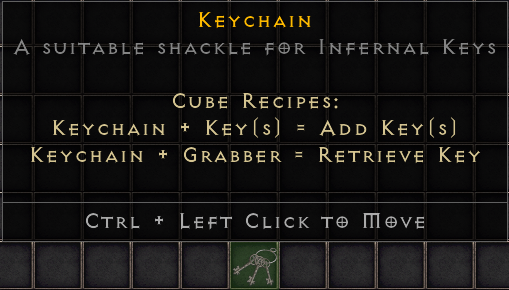 Keychain
A suitable shackle for Infernal Keys
Cube Recipes:
Keychain + Key(s) = Add Key(s)
Keychain + Grabber = Retrieve Key
Ctrl + Left Click to Move